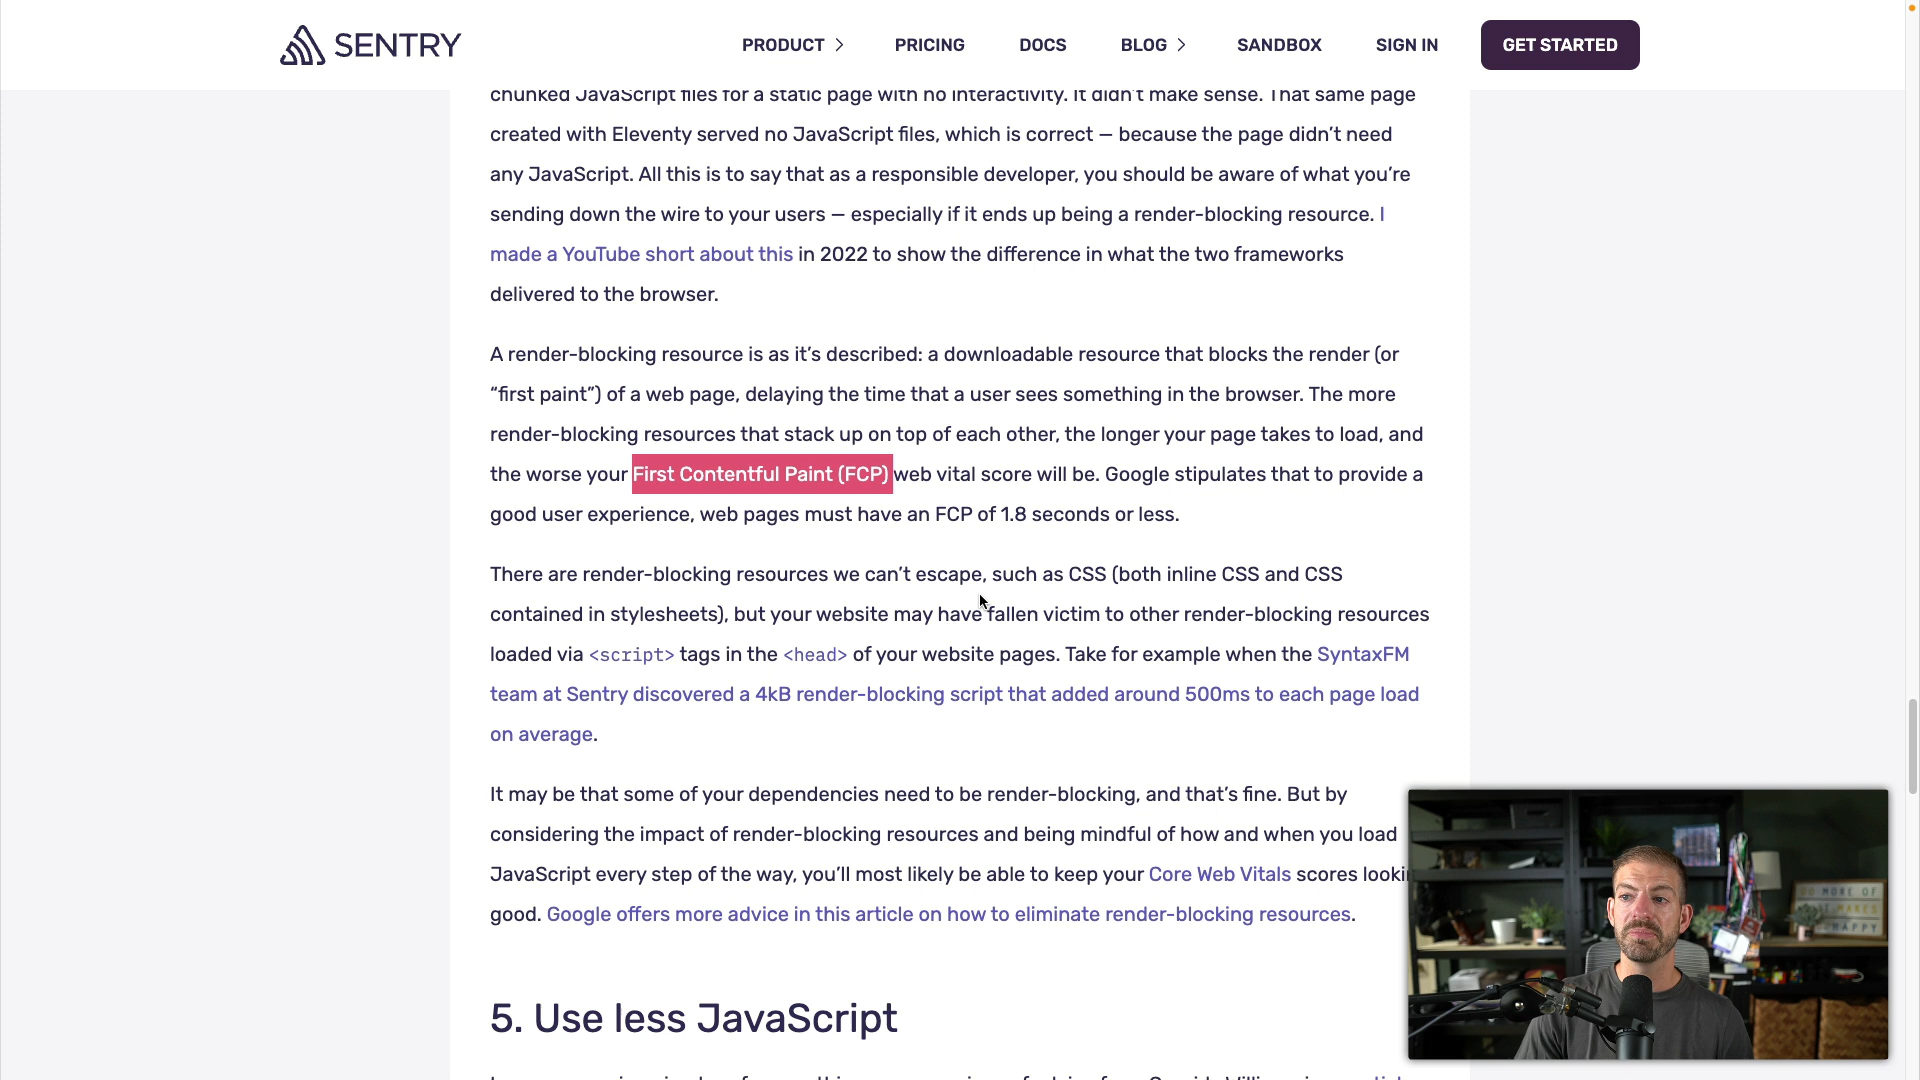 SENTRY
PRODUCT
PRICING
DOCS
BLOG
SANDBOX
SIGN IN
GET STARTED
chunked JavaScript files for a static page with no interactivity. It didn't make sense. That same page
created with Eleventy served no JavaScript files, which is correct — because the page didn’t need
any JavaScript. All this is to say that as a responsible developer, you should be aware of what you’re
sending down the wire to your users — especially if it ends up being a render-blocking resource. I
made a YouTube short about this in 2022 to show the difference in what the two frameworks
delivered to the browser.
A render-blocking resource is as it’s described: a downloadable resource that blocks the render (or
“first paint”) of a web page, delaying the time that a user sees something in the browser. The more
render-blocking resources that stack up on top of each other, the longer your page takes to load, and
the worse your First Contentful Paint (FCP) web vital score will be. Google stipulates that to provide a
good user experience, web pages must have an FCP of 1.8 seconds or less.
There are render-blocking resources we can’t escape, such as CSS (both inline CSS and CSS
contained in stylesheets), but your website may have fallen victim to other render-blocking resources
loaded via <script> tags in the <head> of your website pages. Take for example when the SyntaxFM
team at Sentry discovered a 4kB render-blocking script that added around 500ms to each page load
on average.
It may be that some of your dependencies need to be render-blocking, and that’s fine. But by
considering the impact of render-blocking resources and being mindful of how and when you load
JavaScript every step of the way, you’ll most likely be able to keep your Core Web Vitals scores lookin
good. Google offers more advice in this article on how to eliminate render-blocking resources.
5. Use less JavaScript
DO MORE OF
MAKES
HAPPY